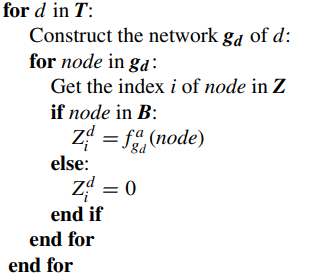 for d in T:
Construct the network g_d of d:
for node in g_d:
Get the index i of node in Z
if node in B:
Z_i^d = f_{g_d}^a(node)
else:
Z_i^d = 0
end if
end for
end for